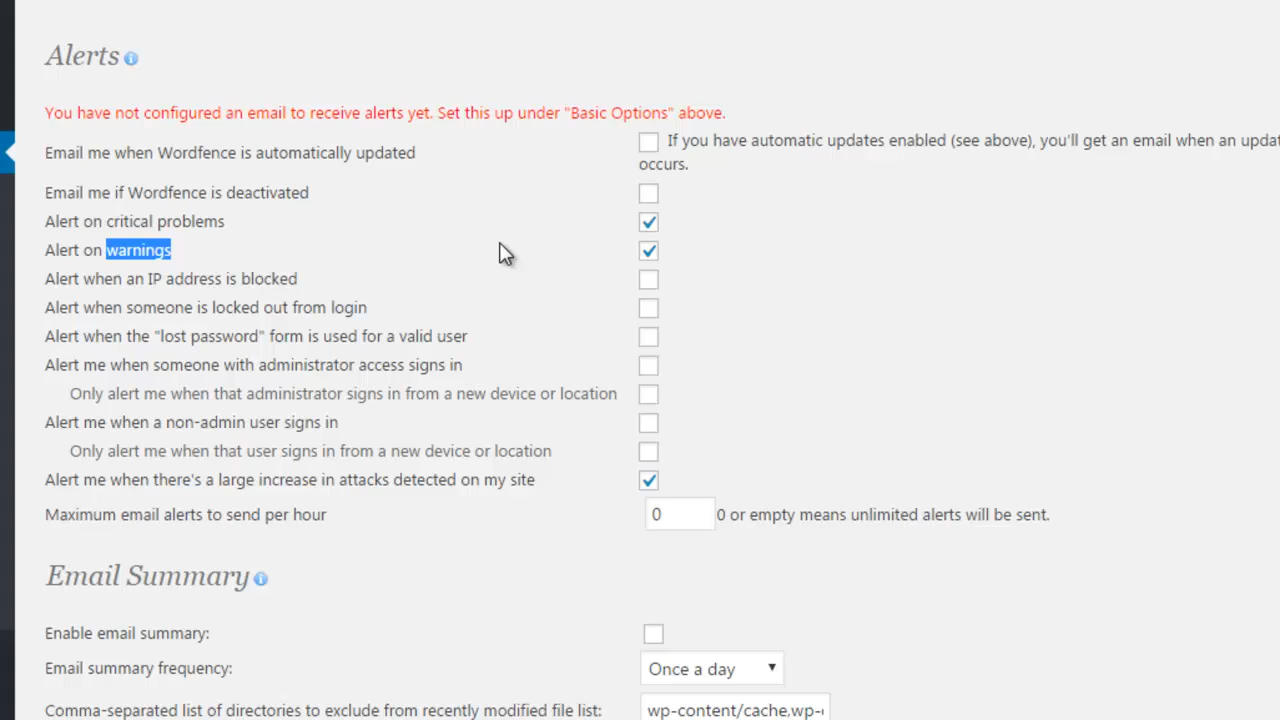 Alerts
You have not configured an email to receive alerts yet. Set this up under "Basic Options" above.
Email me when Wordfence is automatically updated
If you have automatic updates enabled (see above), you'll get an email when an updat
occurs.
Email me if Wordfence is deactivated
Alert on critical problems
Alert on warnings
Alert when an IP address is blocked
Alert when someone is locked out from login
Alert when the "lost password" form is used for a valid user
Alert me when someone with administrator access signs in
Only alert me when that administrator signs in from a new device or location
Alert me when a non-admin user signs in
Only alert me when that user signs in from a new device or location
Alert me when there's a large increase in attacks detected on my site
Maximum email alerts to send per hour 0 0 or empty means unlimited alerts will be sent.
Email Summary
Enable email summary:
Email summary frequency: Once a day
Comma-separated list of directories to exclude from recently modified file list: wp-content/cache,wp-